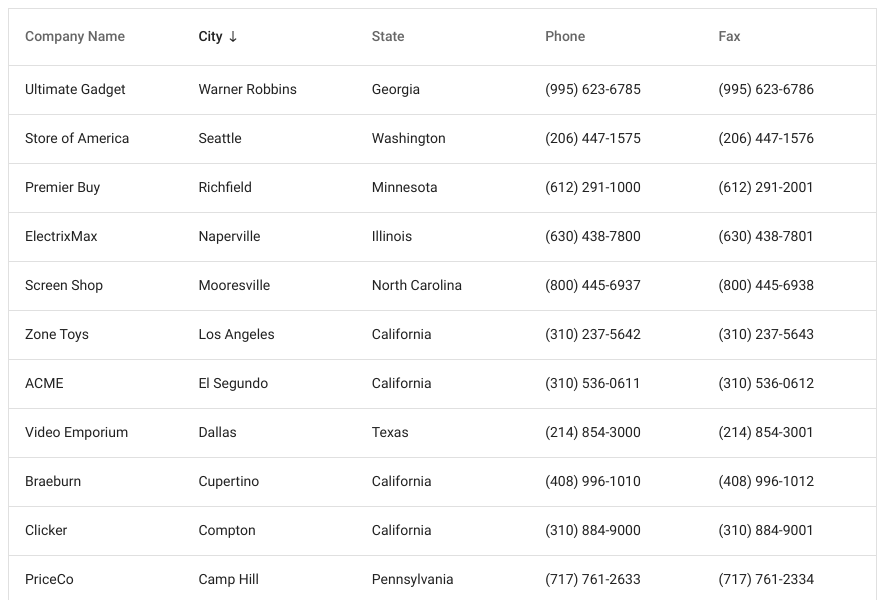 Company Name City ↓ State Phone Fax
Ultimate Gadget Warner Robbins Georgia (995) 623-6785 (995) 623-6786
Store of America Seattle Washington (206) 447-1575 (206) 447-1576
Premier Buy Richfield Minnesota (612) 291-1000 (612) 291-2001
ElectrixMax Naperville Illinois (630) 438-7800 (630) 438-7801
Screen Shop Mooresville North Carolina (800) 445-6937 (800) 445-6938
Zone Toys Los Angeles California (310) 237-5642 (310) 237-5643
ACME El Segundo California (310) 536-0611 (310) 536-0612
Video Emporium Dallas Texas (214) 854-3000 (214) 854-3001
Braeburn Cupertino California (408) 996-1010 (408) 996-1012
Clicker Compton California (310) 884-9000 (310) 884-9001
PriceCo Camp Hill Pennsylvania (717) 761-2633 (717) 761-2334